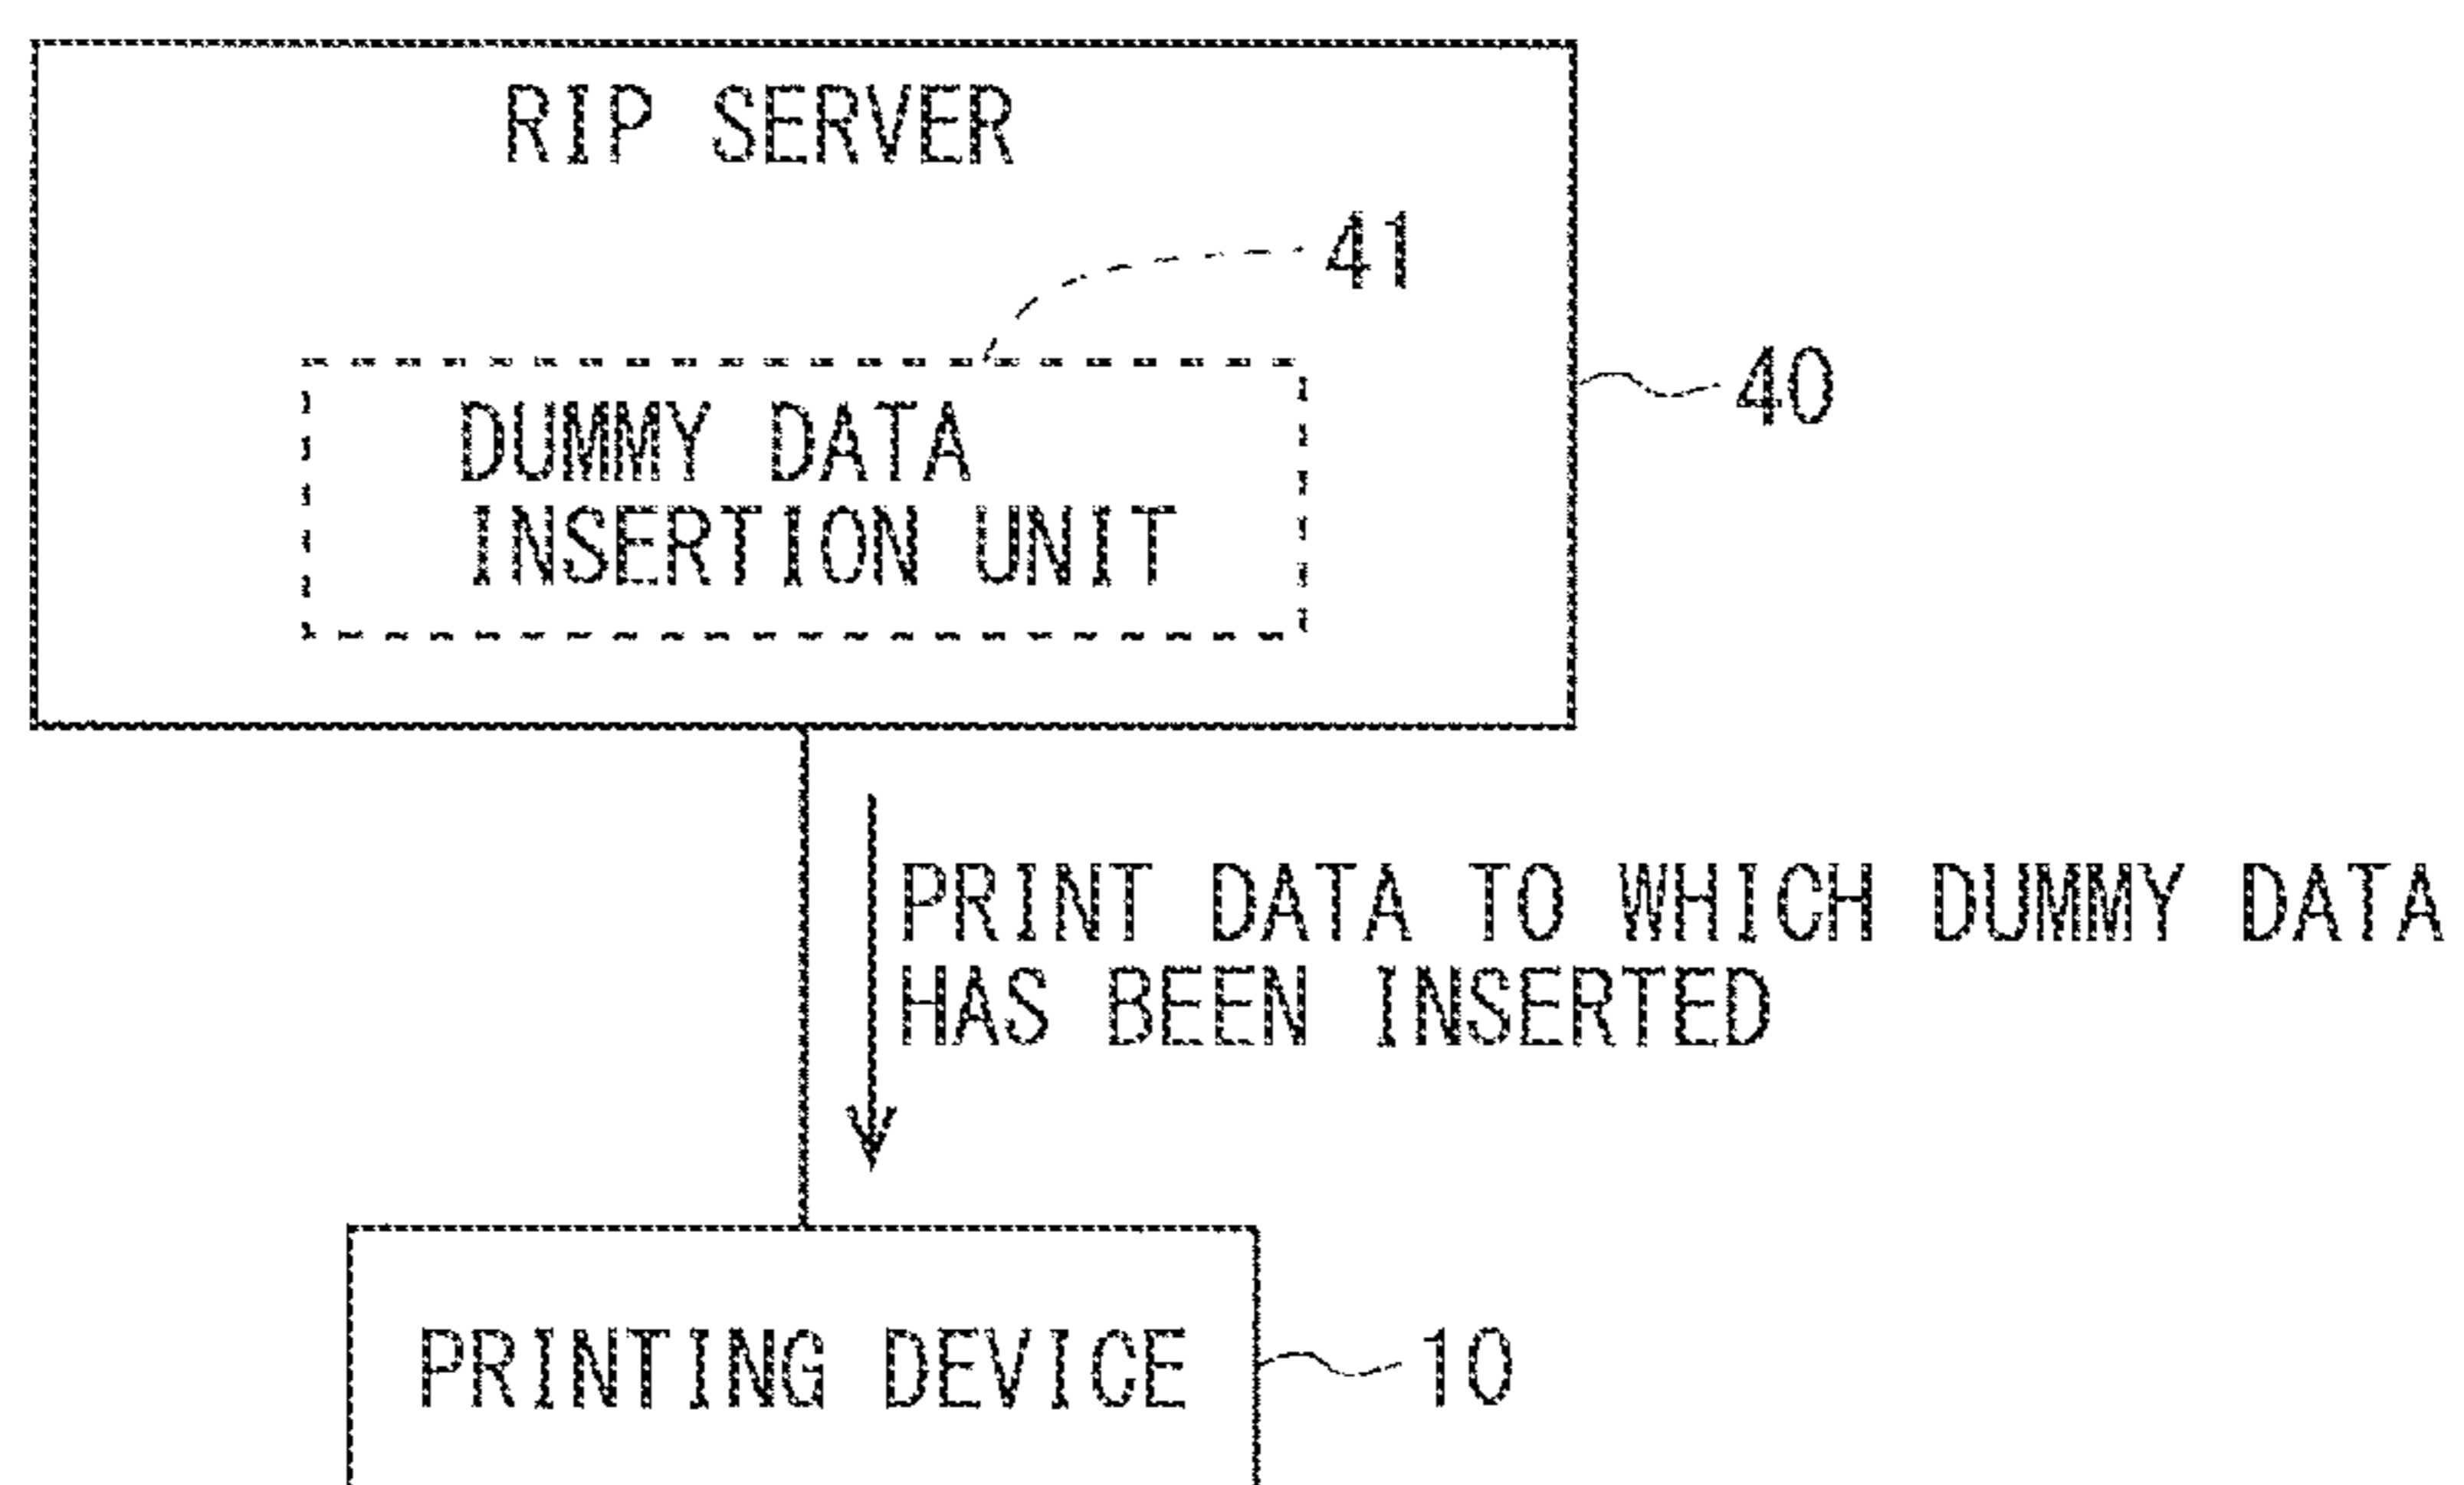 RIP SERVER
41
40
DUMMY DATA
INSERTION UNIT
PRINT DATA TO WHICH DUMMY DATA
HAS BEEN INSERTED
PRINTING DEVICE
10